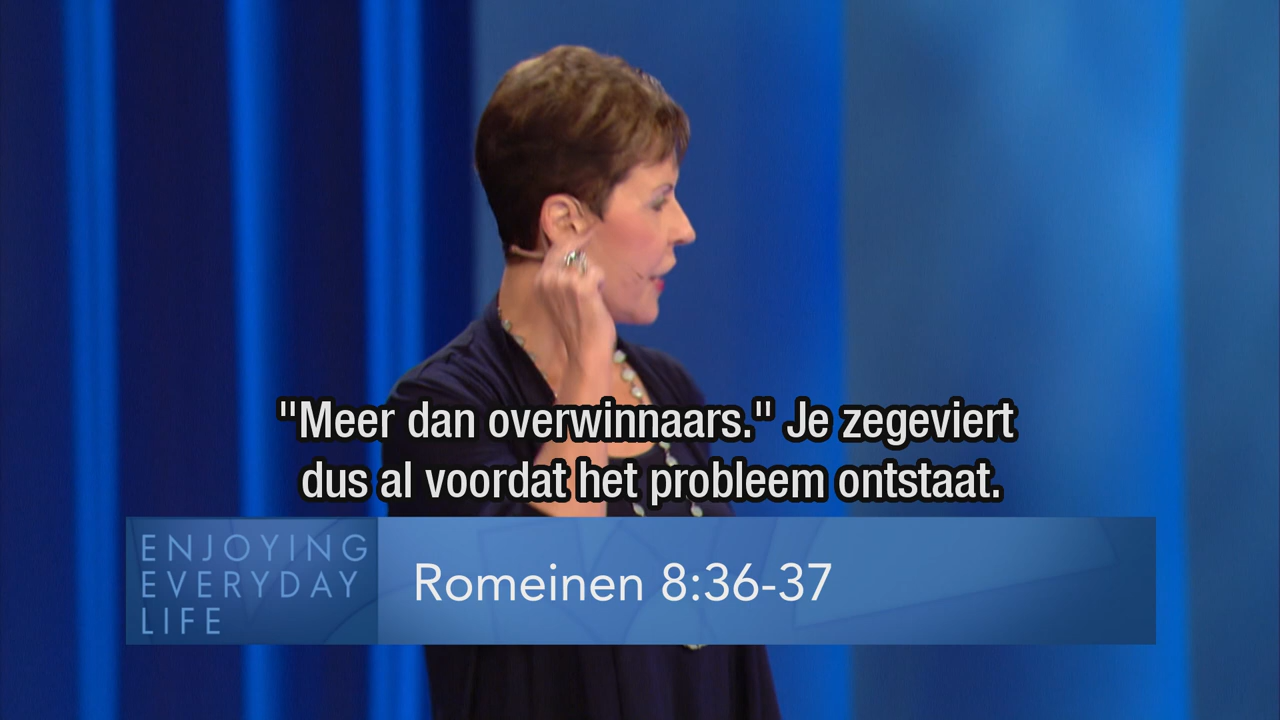 "Meer dan overwinnaars." Je zegeviert
dus al voordat het probleem ontstaat.
ENJOYING
EVERYDAY
LIFE
Romeinen 8:36-37